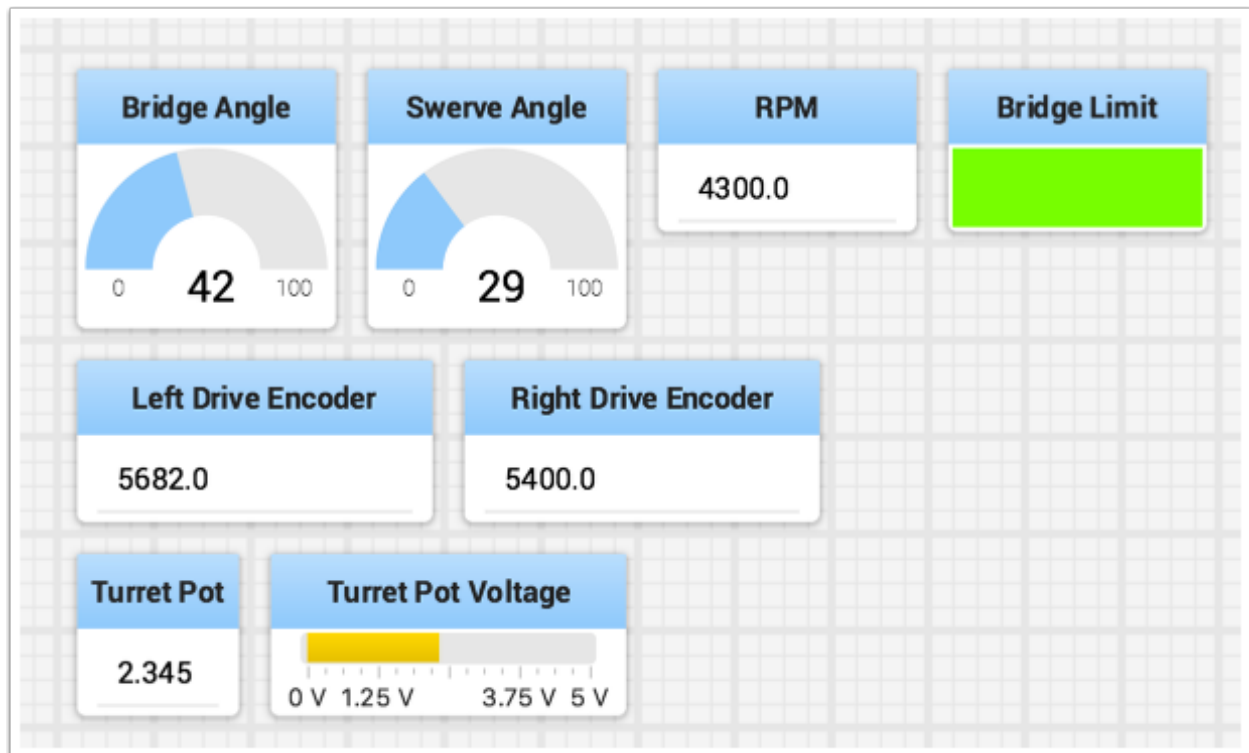 Bridge Angle
Swerve Angle
RPM
Bridge Limit
0
42
100
0
29
100
4300.0
Left Drive Encoder
Right Drive Encoder
5682.0
5400.0
Turret Pot
Turret Pot Voltage
2.345
0 V 1.25 V 3.75 V 5 V